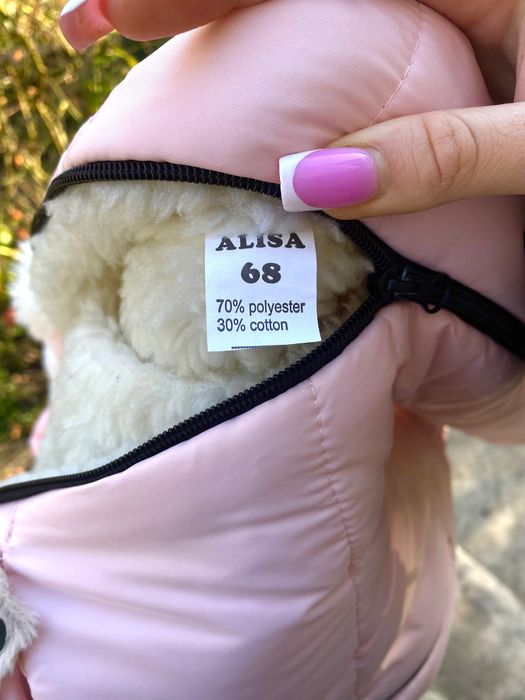 ALISA
68
70% polyester
30% cotton